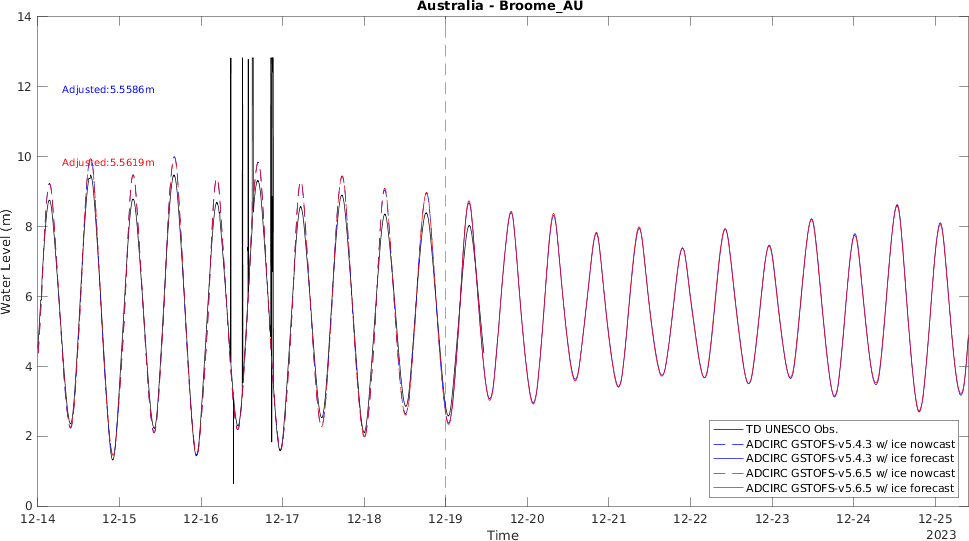 Australia - Broome_AU
14
12
10
8
6
4
2
0
Water Level (m)
Adjusted:5.5586m
Adjusted:5.5619m
TD UNESCO Obs.
ADCIRC GSTOFS-v5.4.3 w/ ice nowcast
ADCIRC GSTOFS-v5.4.3 w/ ice forecast
ADCIRC GSTOFS-v5.6.5 w/ ice nowcast
ADCIRC GSTOFS-v5.6.5 w/ ice forecast
12-14 12-15 12-16 12-17 12-18 12-19 12-20 12-21 12-22 12-23 12-24 12-25
Time
2023